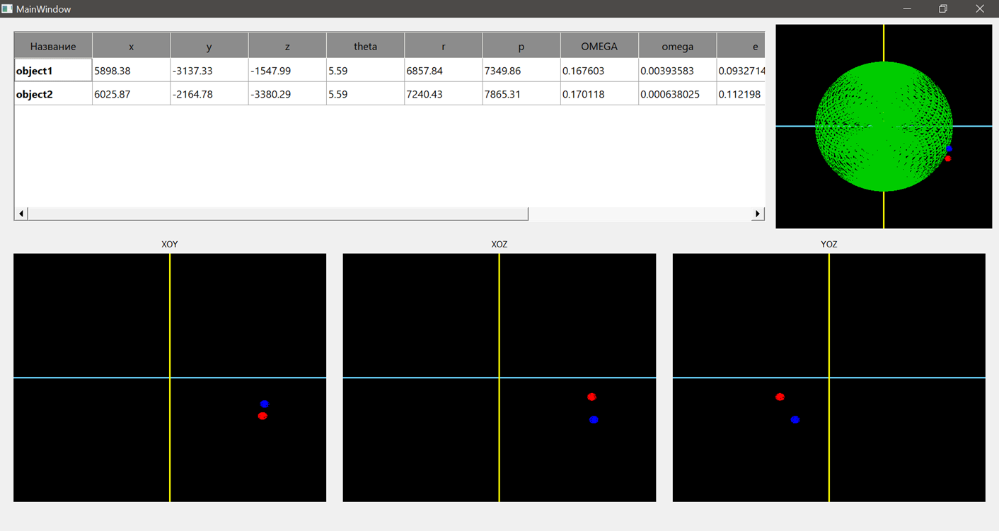 MainWindow
Название x y z theta r p OMEGA omega e
object1 5898.38 -3137.33 -1547.99 5.59 6857.84 7349.86 0.167603 0.00393583 0.0932714
object2 6025.87 -2164.78 -3380.29 5.59 7240.43 7865.31 0.170118 0.000638025 0.112198
XOY XOZ YOZ